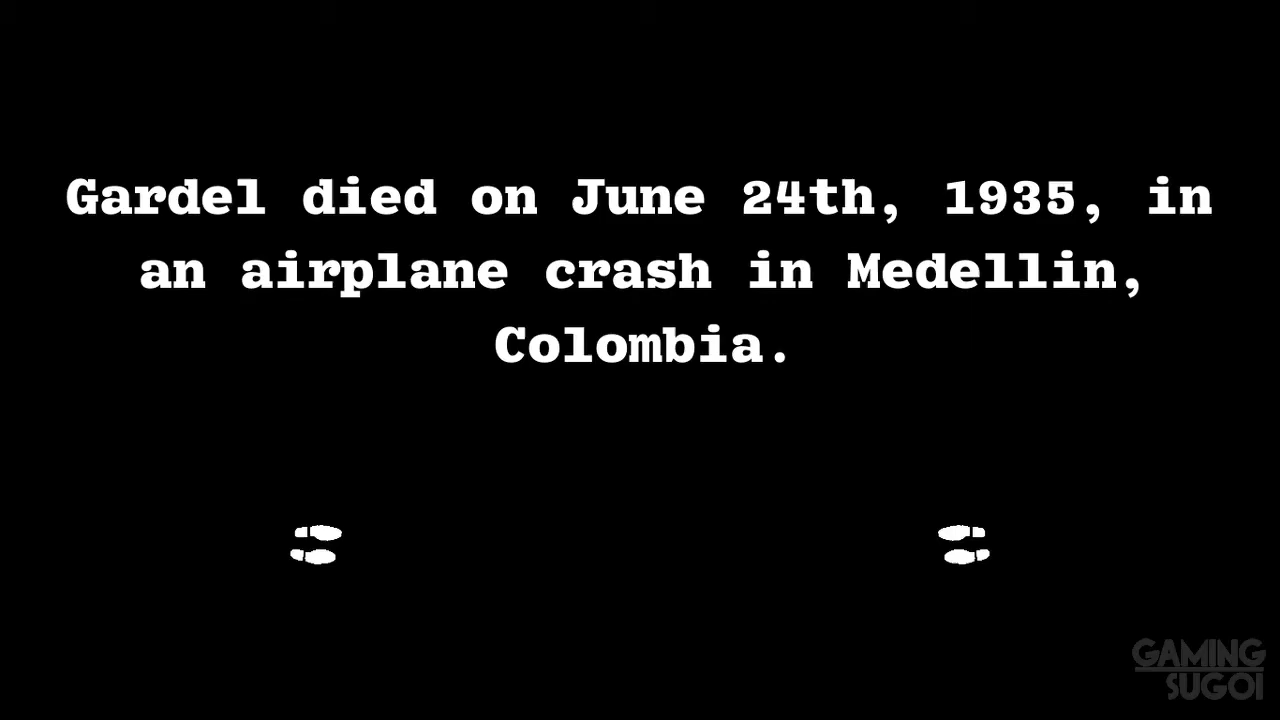 Gardel died on June 24th, 1935, in
an airplane crash in Medellin,
Colombia.
GAMING
SUGOI